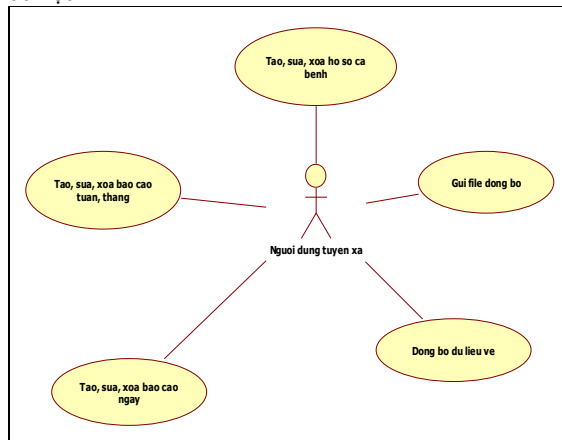 Tao, sua, xoa ho so ca
benh
Tao, sua, xoa bao cao
tuan, thang
Gui file dong bo
Nguoi dung tuyen xa
Dong bo du lieu ve
Tao, sua, xoa bao cao
ngay